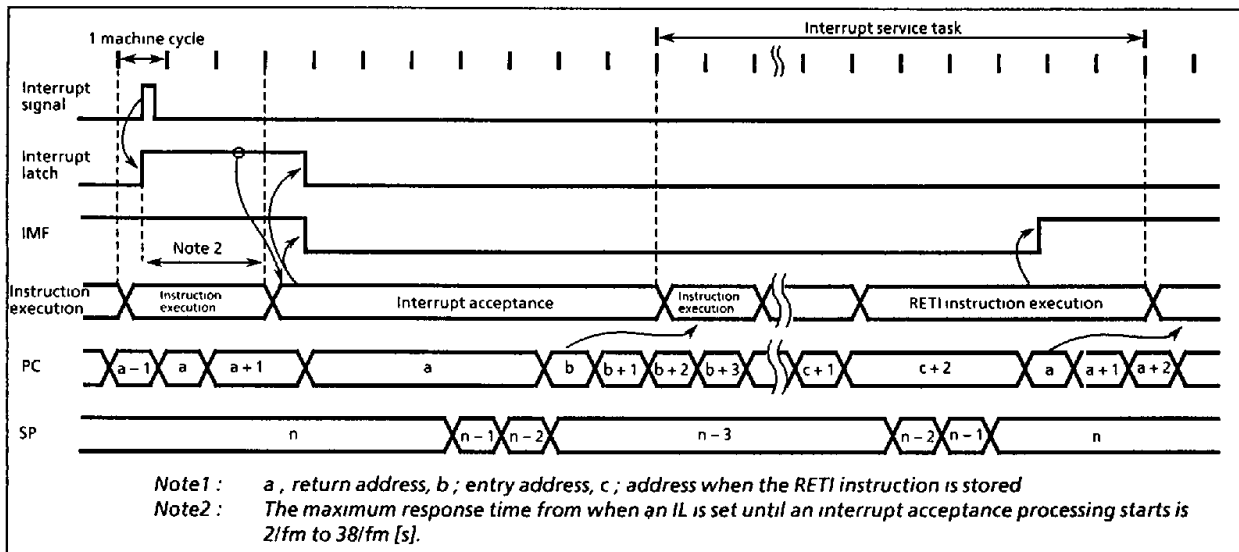 1 machine cycle
Interrupt service task
Interrupt
signal
Interrupt
latch
IMF
Note 2
Instruction
execution
Instruction
execution
Interrupt acceptance
Instruction
execution
RETI instruction execution
PC
a – 1
a
a + 1
a
b
b + 1
b + 2
b + 3
c + 1
c + 2
a
a + 1
a + 2
SP
n
n – 1
n – 2
n – 3
n – 2
n – 1
n
Note1 : a , return address, b ; entry address, c ; address when the RETI instruction is stored
Note2 : The maximum response time from when an IL is set until an interrupt acceptance processing starts is
2/fm to 38/fm [s].